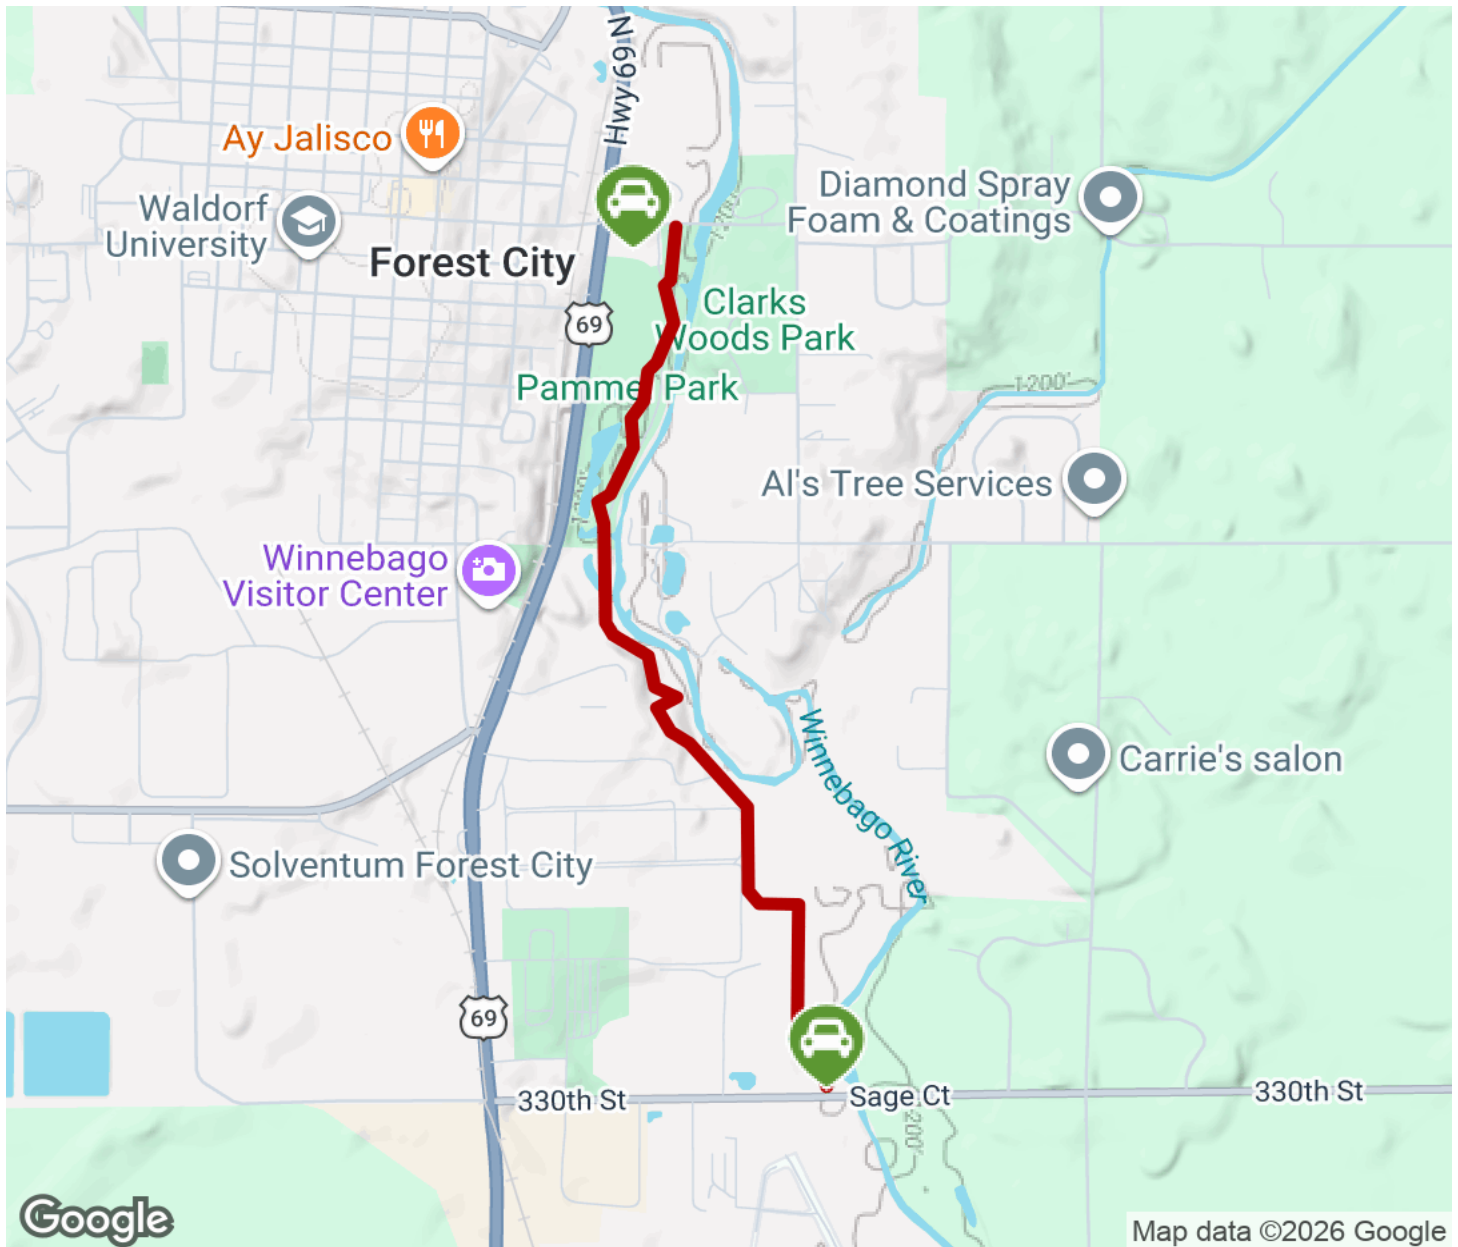 Hwy 69 N
Ay Jalisco
Waldorf
University
Forest City
Diamond Spray
Foam & Coatings
1200'
69
Clarks
Woods Park
Pammel Park
1200'
Al's Tree Services
Winnebago
Visitor Center
Winnebago River
Carrie's salon
Solventum Forest City
69
330th St
Sage Ct
330th St
Google
Map data ©2026 Google